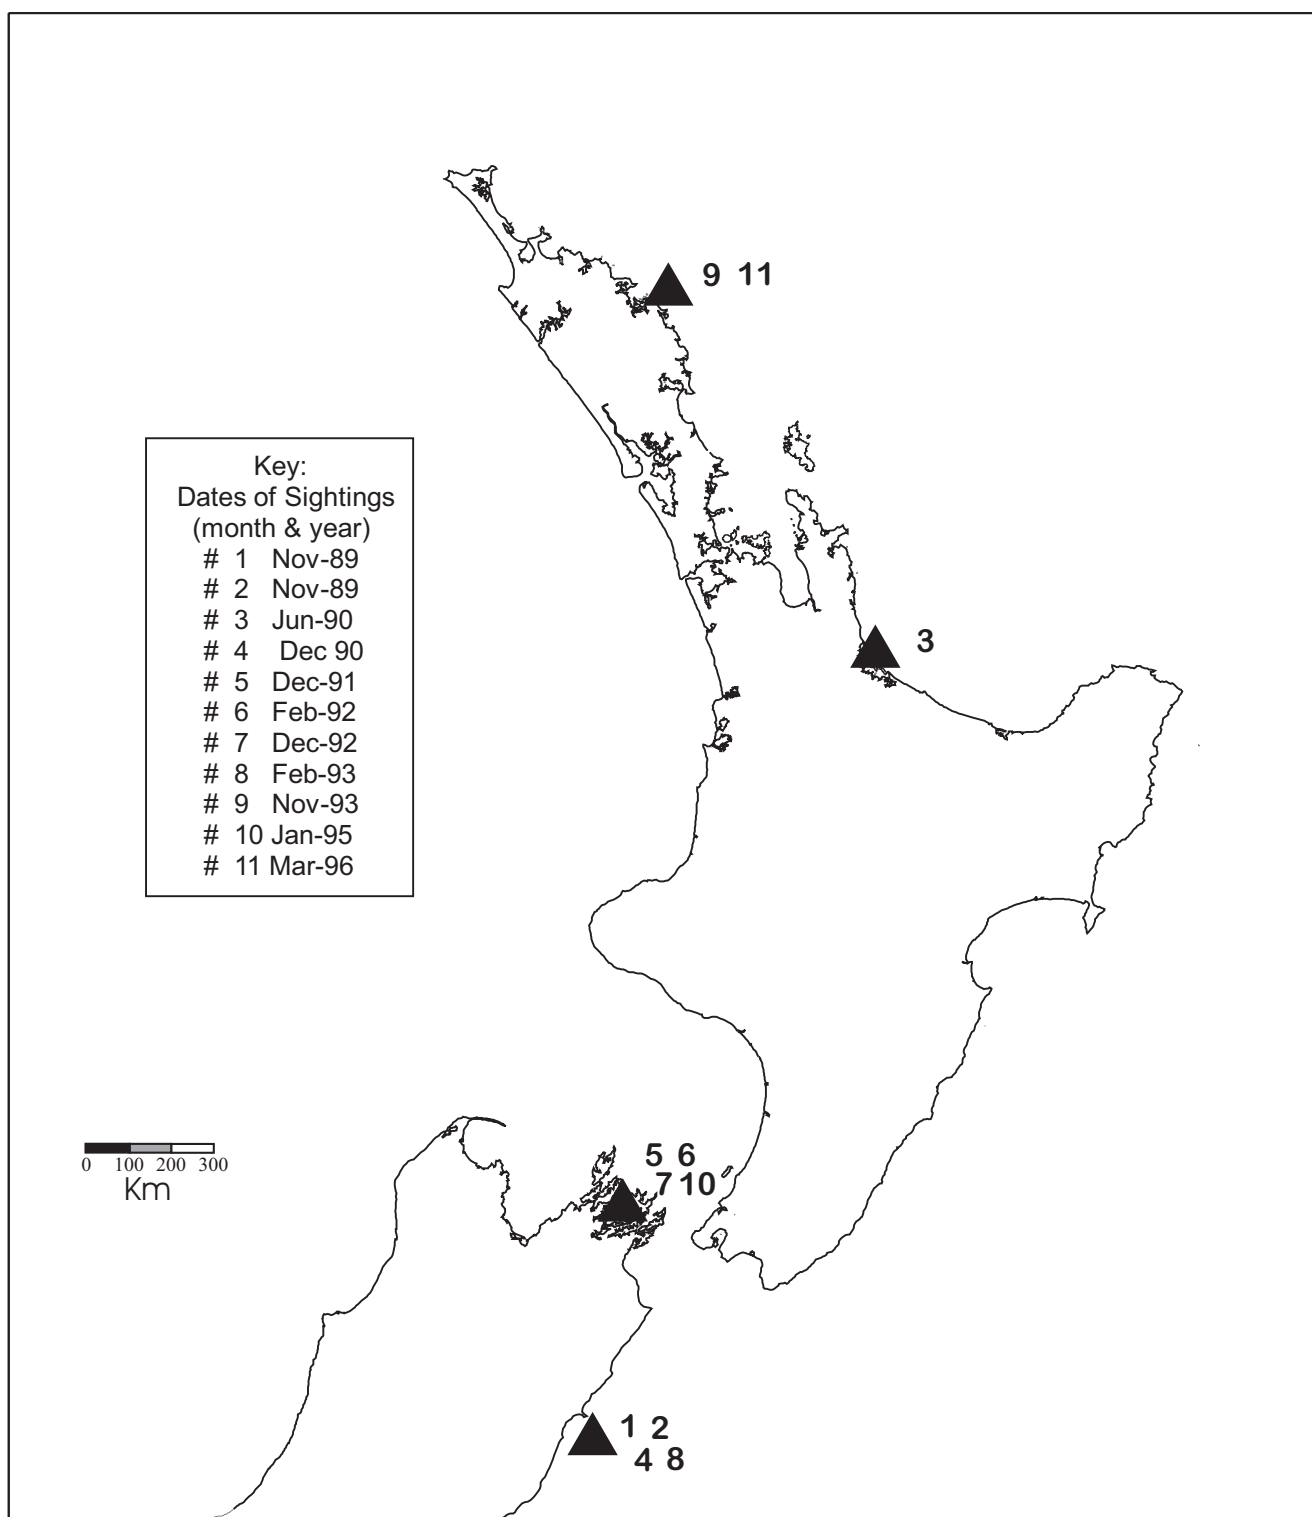 9 11
Key:
Dates of Sightings
(month & year)
# 1 Nov-89
# 2 Nov-89
# 3 Jun-90
# 4 Dec 90
# 5 Dec-91
# 6 Feb-92
# 7 Dec-92
# 8 Feb-93
# 9 Nov-93
# 10 Jan-95
# 11 Mar-96
3
0 100 200 300
Km
5 6
7 10
1 2
4 8